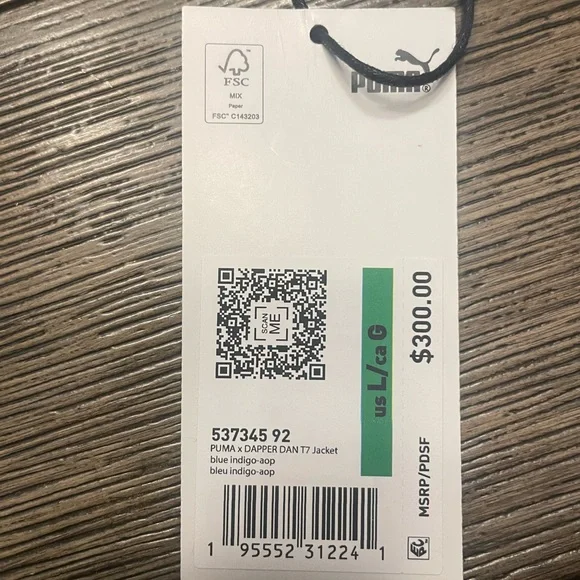 FSC
MIX
Paper
FSC® C143203
PUMA®
SCAN
ME
us L/ca G
$300.00
MSRP/PDSF
537345 92
PUMA x DAPPER DAN T7 Jacket
blue indigo-aop
bleu indigo-aop
1 95552 31224 1